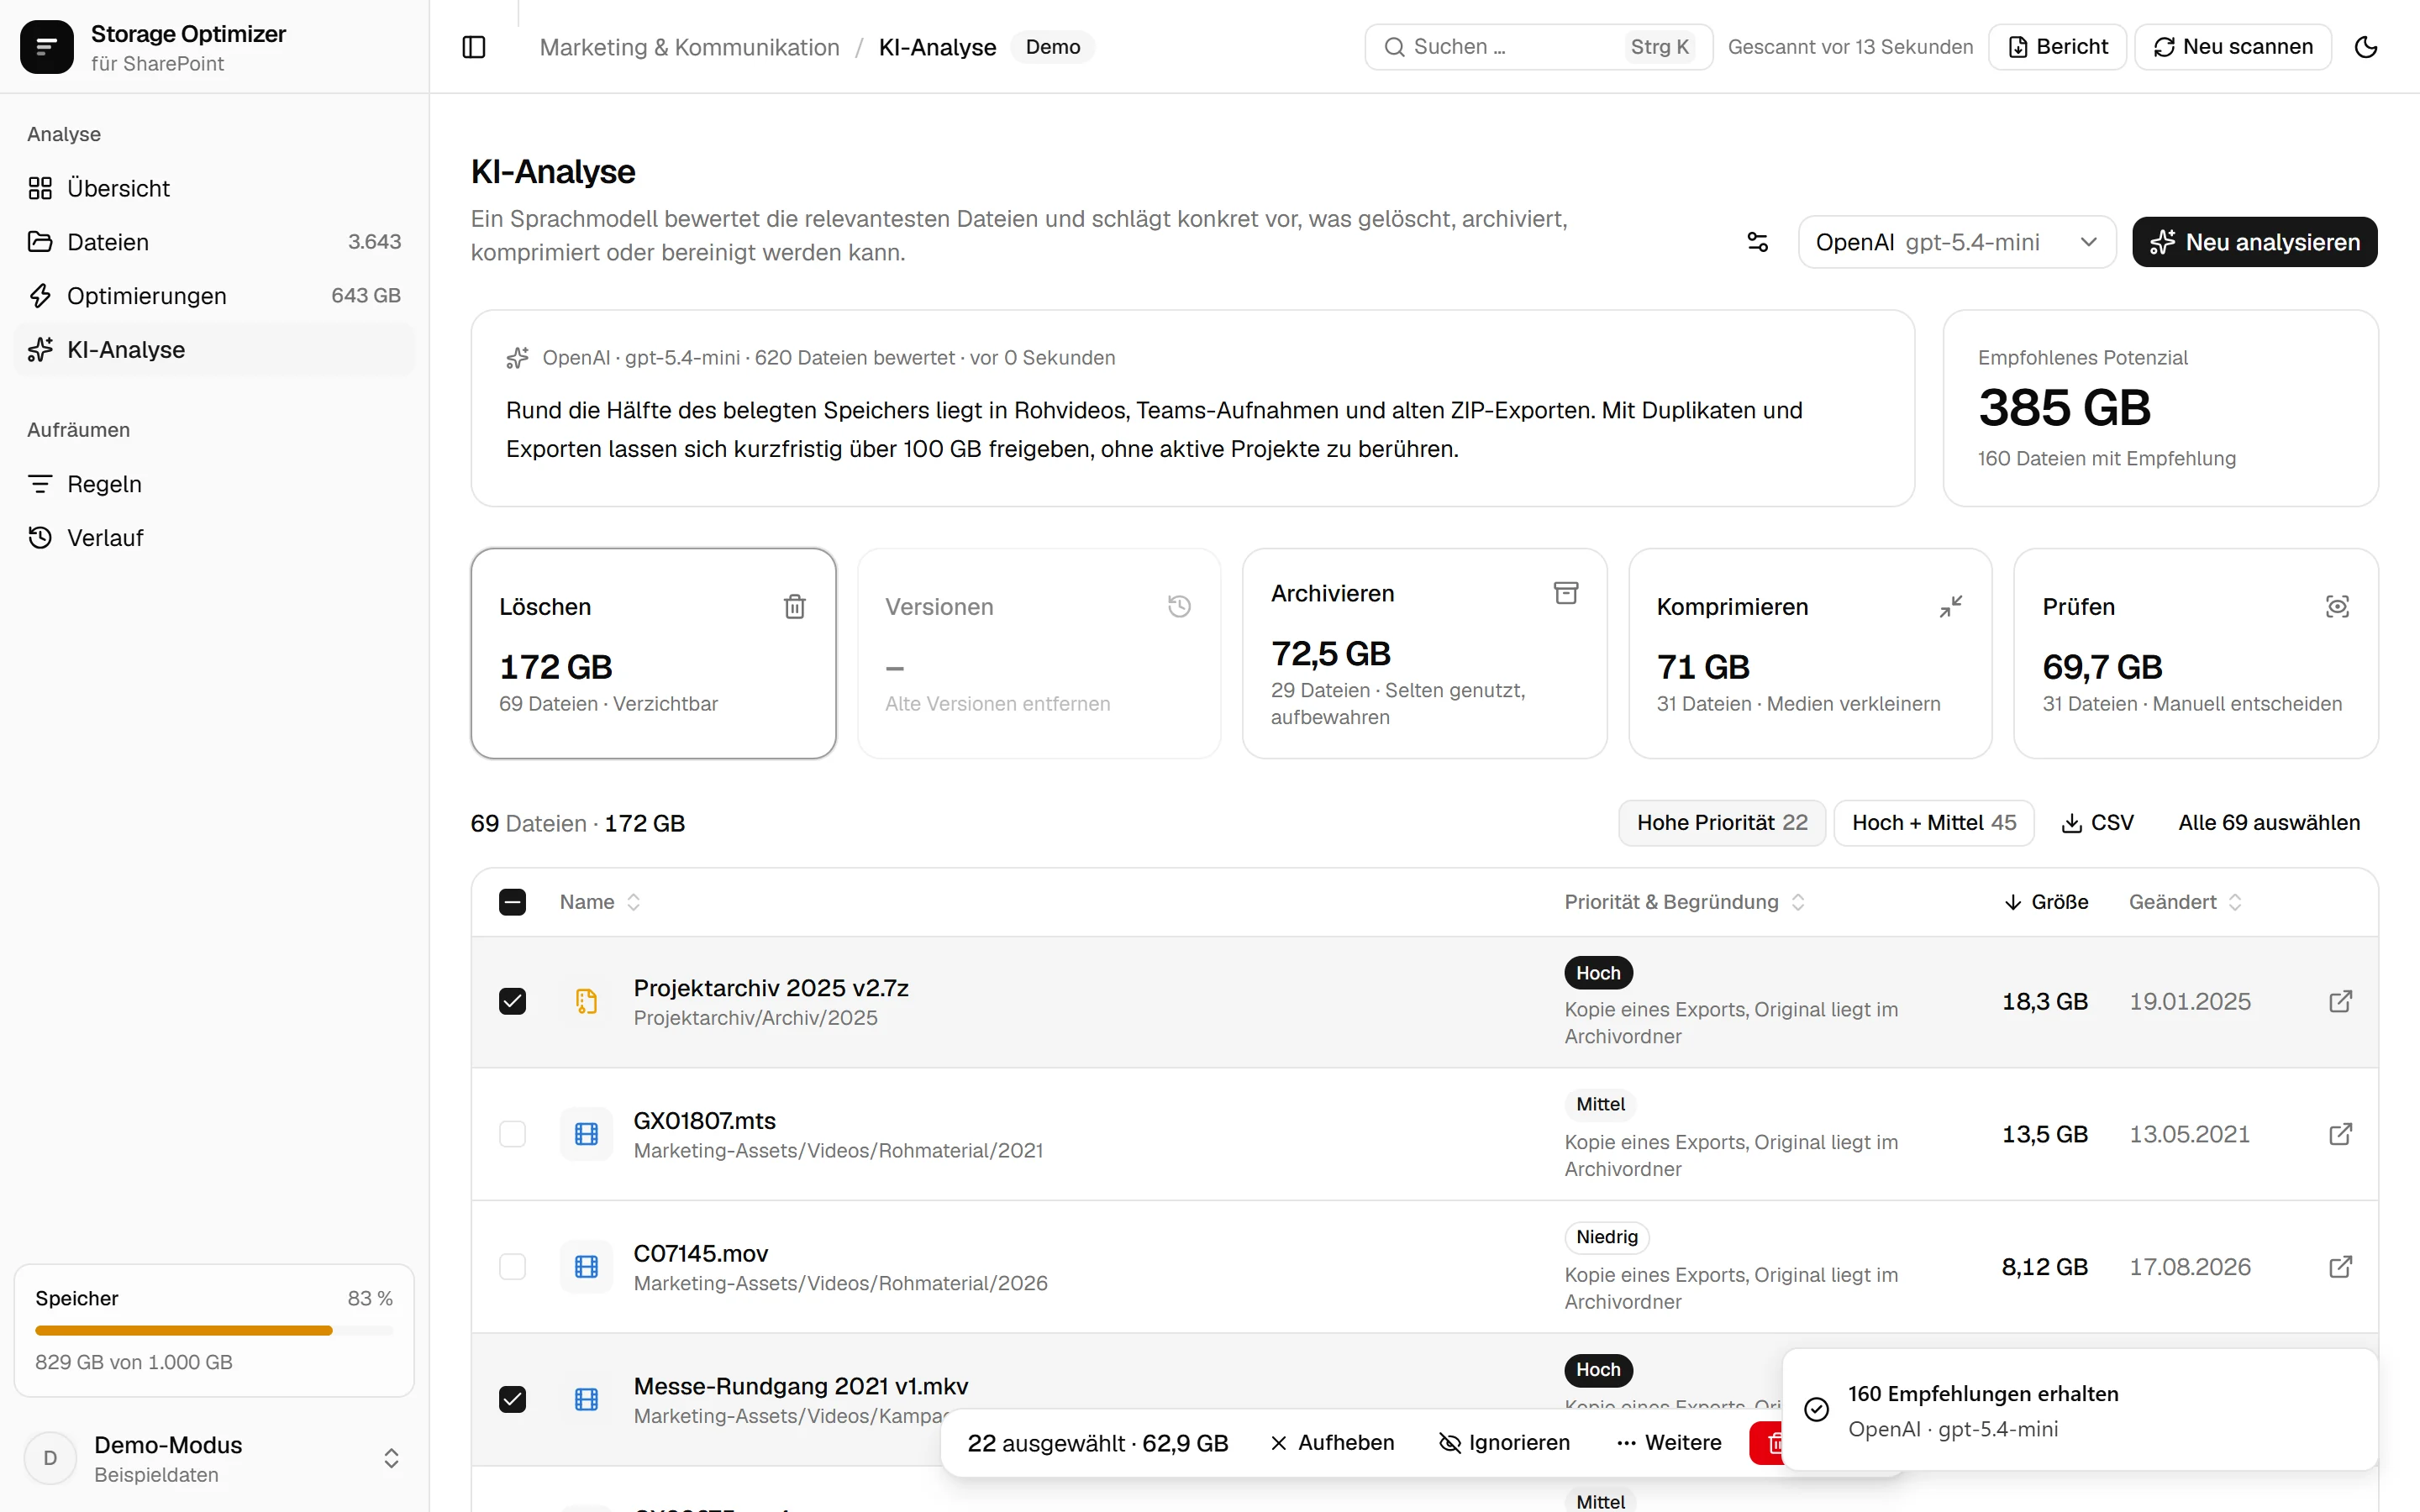 Storage Optimizer
für SharePoint
Marketing & Kommunikation / KI-Analyse Demo
Suchen ... Strg K
Gescannt vor 13 Sekunden
Bericht
Neu scannen
Analyse
Übersicht
Dateien 3.643
Optimierungen 643 GB
KI-Analyse
Aufräumen
Regeln
Verlauf
Speicher 83 %
829 GB von 1.000 GB
D
Demo-Modus
Beispieldaten
KI-Analyse
Ein Sprachmodell bewertet die relevantesten Dateien und schlägt konkret vor, was gelöscht, archiviert,
komprimiert oder bereinigt werden kann.
OpenAI gpt-5.4-mini
Neu analysieren
OpenAI · gpt-5.4-mini · 620 Dateien bewertet · vor 0 Sekunden
Rund die Hälfte des belegten Speichers liegt in Rohvideos, Teams-Aufnahmen und alten ZIP-Exporten. Mit Duplikaten und
Exporten lassen sich kurzfristig über 100 GB freigeben, ohne aktive Projekte zu berühren.
Empfohlenes Potenzial
385 GB
160 Dateien mit Empfehlung
Löschen
172 GB
69 Dateien · Verzichtbar
Versionen
–
Alte Versionen entfernen
Archivieren
72,5 GB
29 Dateien · Selten genutzt,
aufbewahren
Komprimieren
71 GB
31 Dateien · Medien verkleinern
Prüfen
69,7 GB
31 Dateien · Manuell entscheiden
69 Dateien · 172 GB
Hohe Priorität 22
Hoch + Mittel 45
CSV
Alle 69 auswählen
Name
Priorität & Begründung
Größe
Geändert
Projektarchiv 2025 v2.7z
Projektarchiv/Archiv/2025
Hoch
Kopie eines Exports, Original liegt im
Archivordner
18,3 GB
19.01.2025
GX01807.mts
Marketing-Assets/Videos/Rohmaterial/2021
Mittel
Kopie eines Exports, Original liegt im
Archivordner
13,5 GB
13.05.2021
C07145.mov
Marketing-Assets/Videos/Rohmaterial/2026
Niedrig
Kopie eines Exports, Original liegt im
Archivordner
8,12 GB
17.08.2026
Messe-Rundgang 2021 v1.mkv
Marketing-Assets/Videos/Kampa
Hoch
Kopie eines Exports, Ori
22 ausgewählt · 62,9 GB
Aufheben
Ignorieren
Weitere
160 Empfehlungen erhalten
OpenAI · gpt-5.4-mini
Mittel